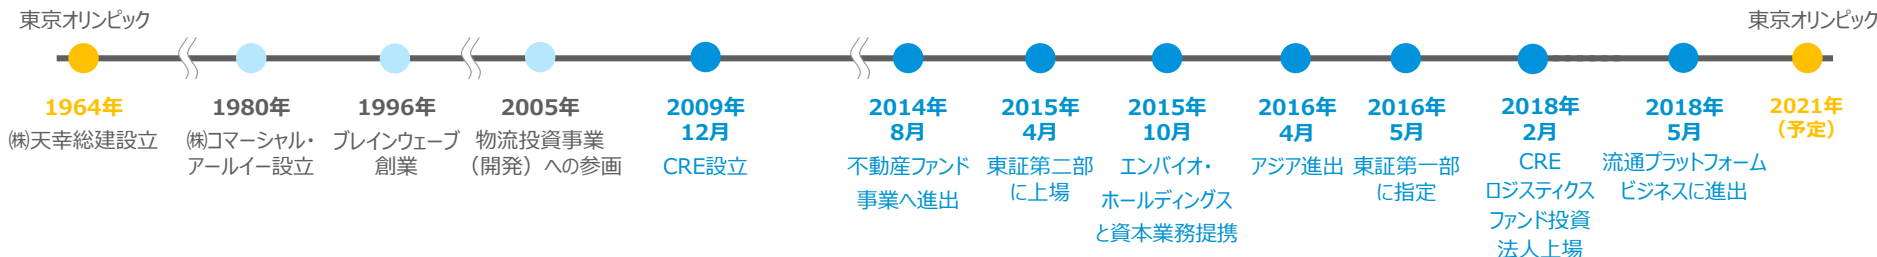 東京オリンピック
東京オリンピック
1964年
㈱天幸総建設立
1980年
㈱コマーシャル・
アールイー設立
1996年
ブレインウェーブ
創業
2005年
物流投資事業
（開発）への参画
2009年
12月
CRE設立
2014年
8月
不動産ファンド
事業へ進出
2015年
4月
東証第二部
に上場
2015年
10月
エンバイオ・
ホールディングス
と資本業務提携
2016年
4月
アジア進出
2016年
5月
東証第一部
に指定
2018年
2月
CRE
ロジスティクス
ファンド投資
法人上場
2018年
5月
流通プラットフォーム
ビジネスに進出
2021年
（予定）